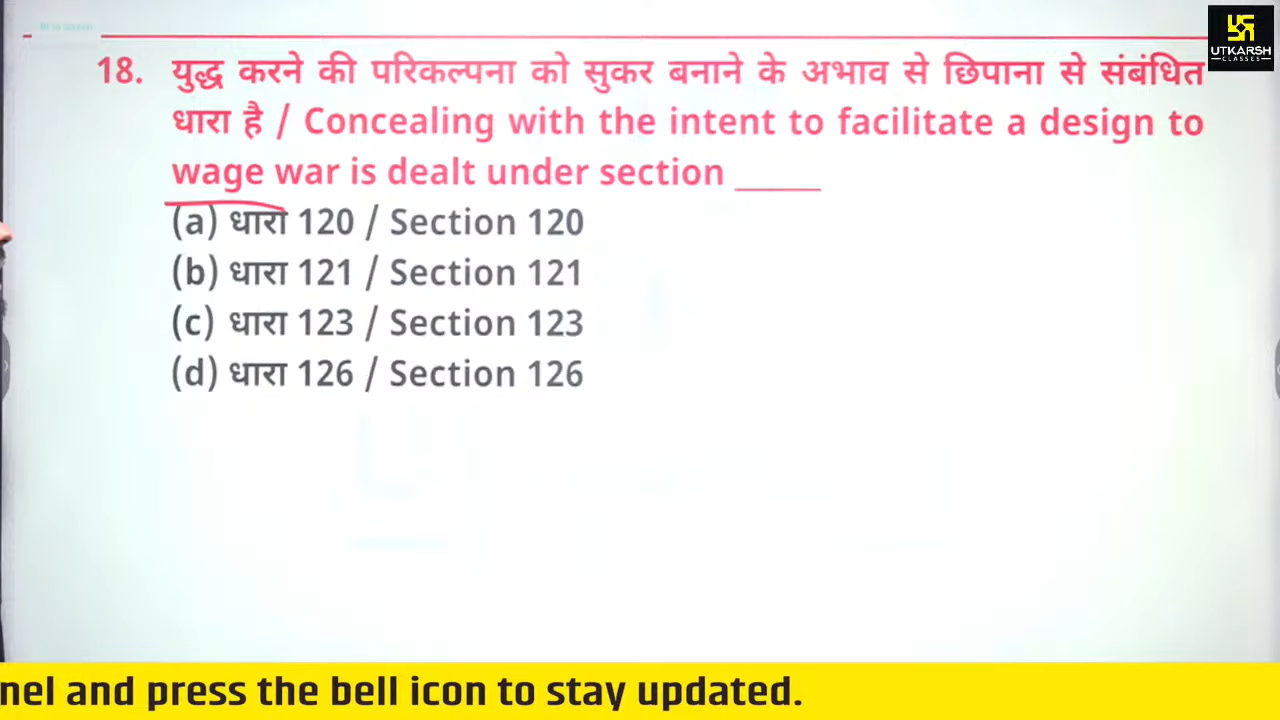 UTKARSH
CLASSES
18. युद्ध करने की परिकल्पना को सुकर बनाने के अभाव से छिपाना से संबंधित
धारा है / Concealing with the intent to facilitate a design to
wage war is dealt under section _____
(a) धारा 120 / Section 120
(b) धारा 121 / Section 121
(c) धारा 123 / Section 123
(d) धारा 126 / Section 126
nel and press the bell icon to stay updated.